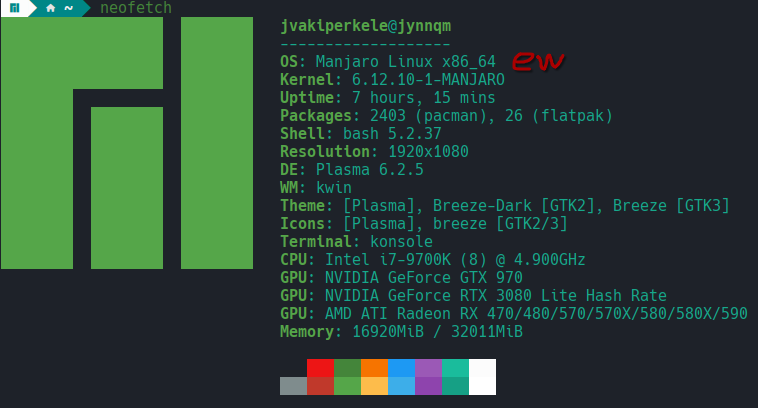 ~ neofetch
jvakiperkele@jynnqm
-------------------
OS: Manjaro Linux x86_64 ew
Kernel: 6.12.10-1-MANJARO
Uptime: 7 hours, 15 mins
Packages: 2403 (pacman), 26 (flatpak)
Shell: bash 5.2.37
Resolution: 1920x1080
DE: Plasma 6.2.5
WM: kwin
Theme: [Plasma], Breeze-Dark [GTK2], Breeze [GTK3]
Icons: [Plasma], breeze [GTK2/3]
Terminal: konsole
CPU: Intel i7-9700K (8) @ 4.900GHz
GPU: NVIDIA GeForce GTX 970
GPU: NVIDIA GeForce RTX 3080 Lite Hash Rate
GPU: AMD ATI Radeon RX 470/480/570/570X/580/580X/590
Memory: 16920MiB / 32011MiB